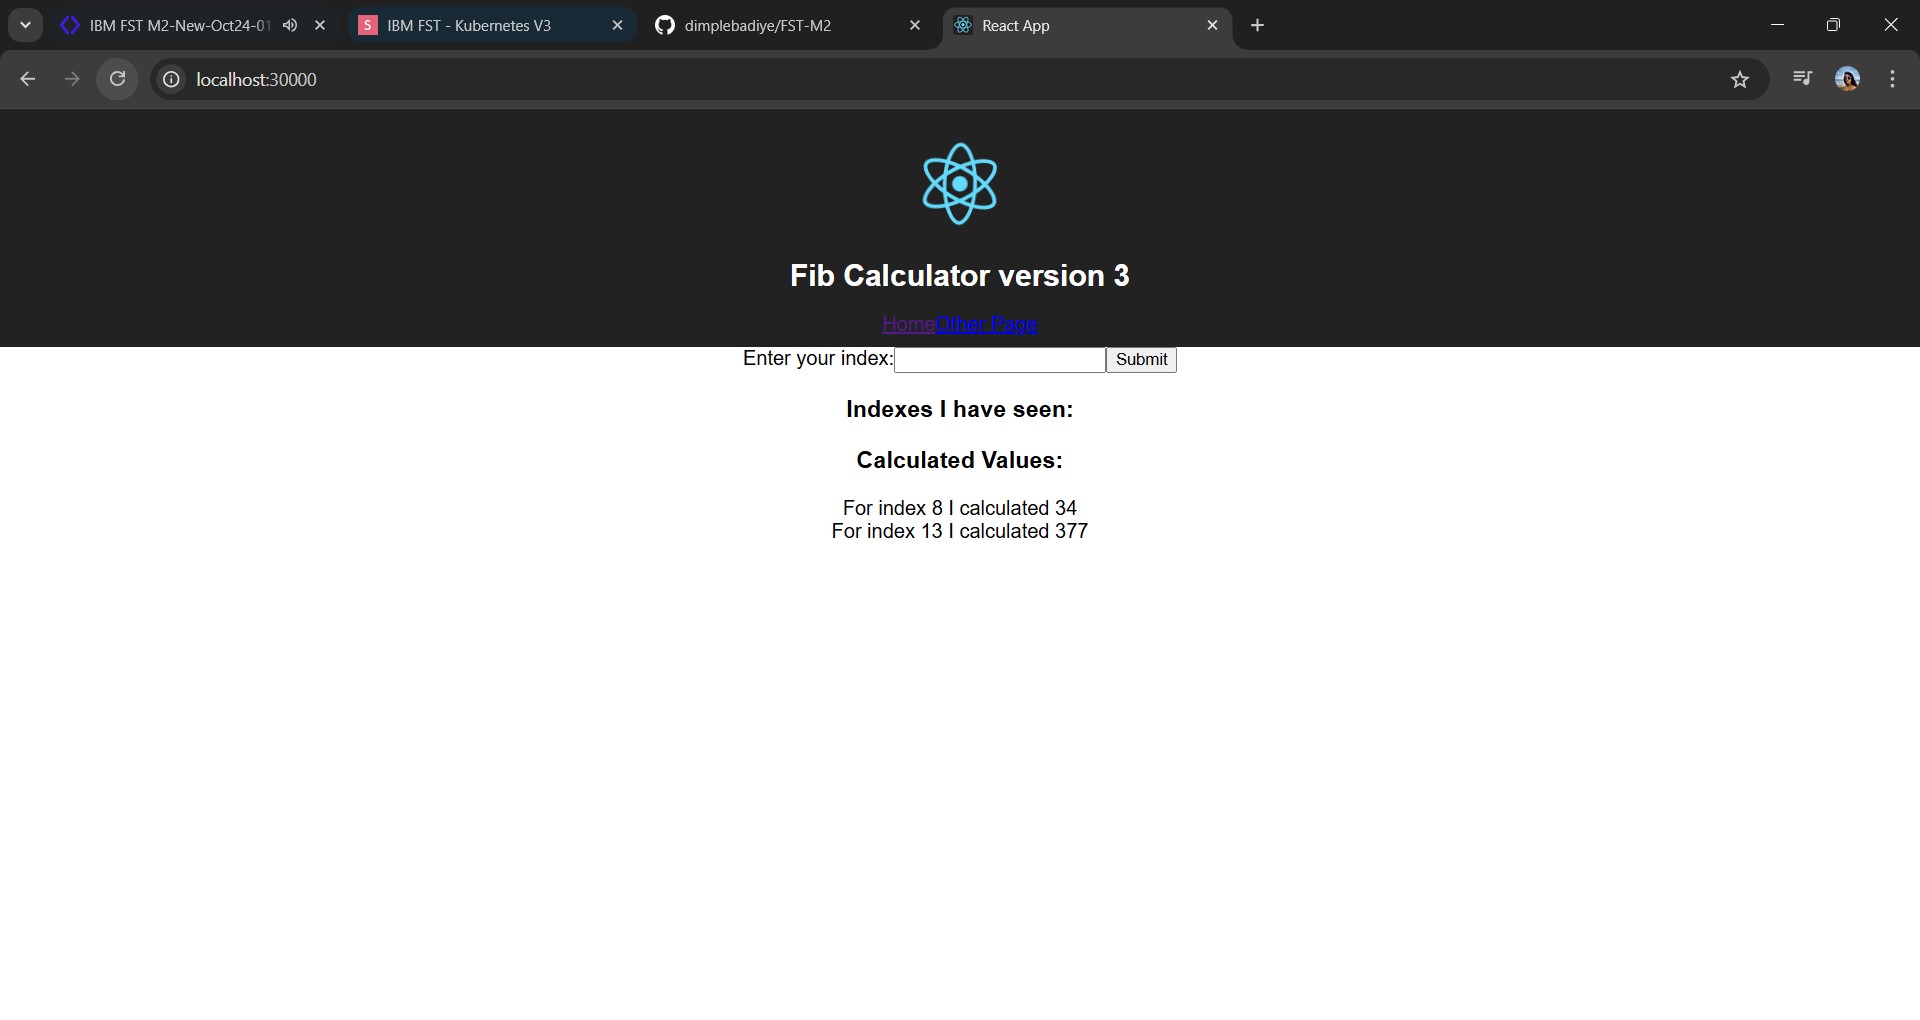 IBM FST M2-New-Oct24-01
S IBM FST - Kubernetes V3
dimplebadiye/FST-M2
React App
localhost:30000
Fib Calculator version 3
HomeOther Page
Enter your index: Submit
Indexes I have seen:
Calculated Values:
For index 8 I calculated 34
For index 13 I calculated 377